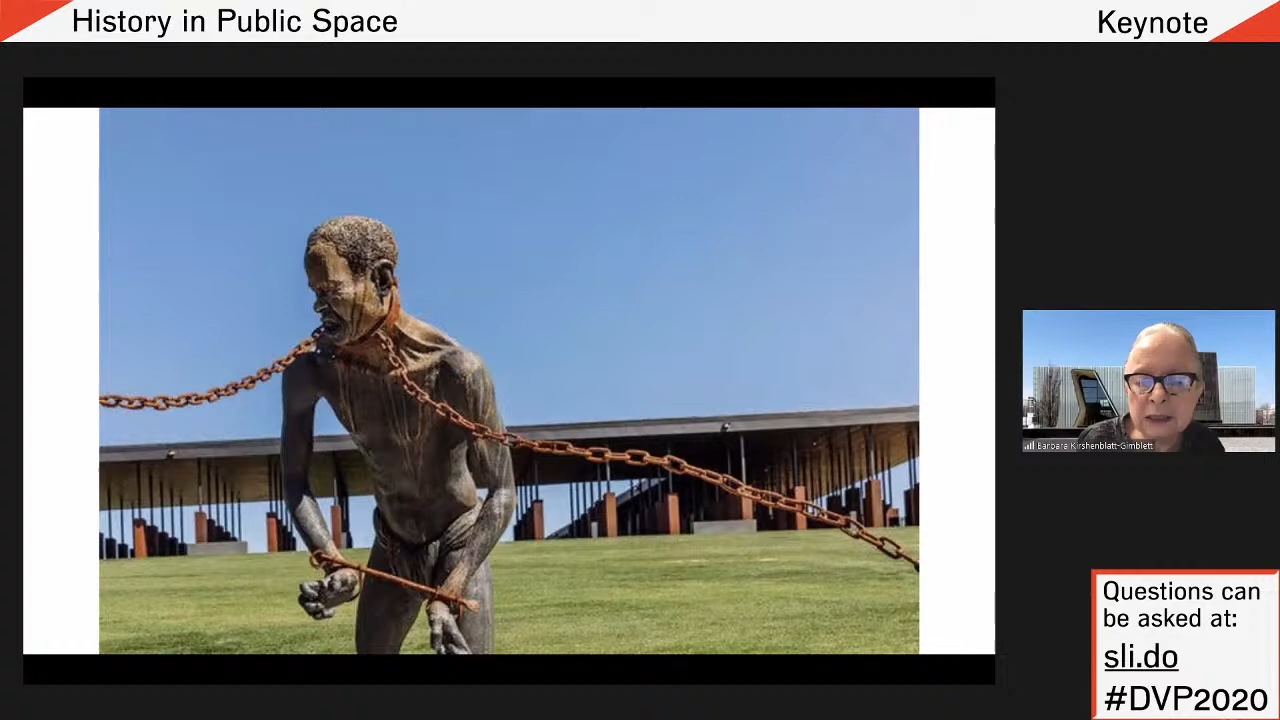 History in Public Space
Keynote
Barbara Kirshenblatt-Gimblett
Questions can
be asked at:
sli.do
#DVP2020